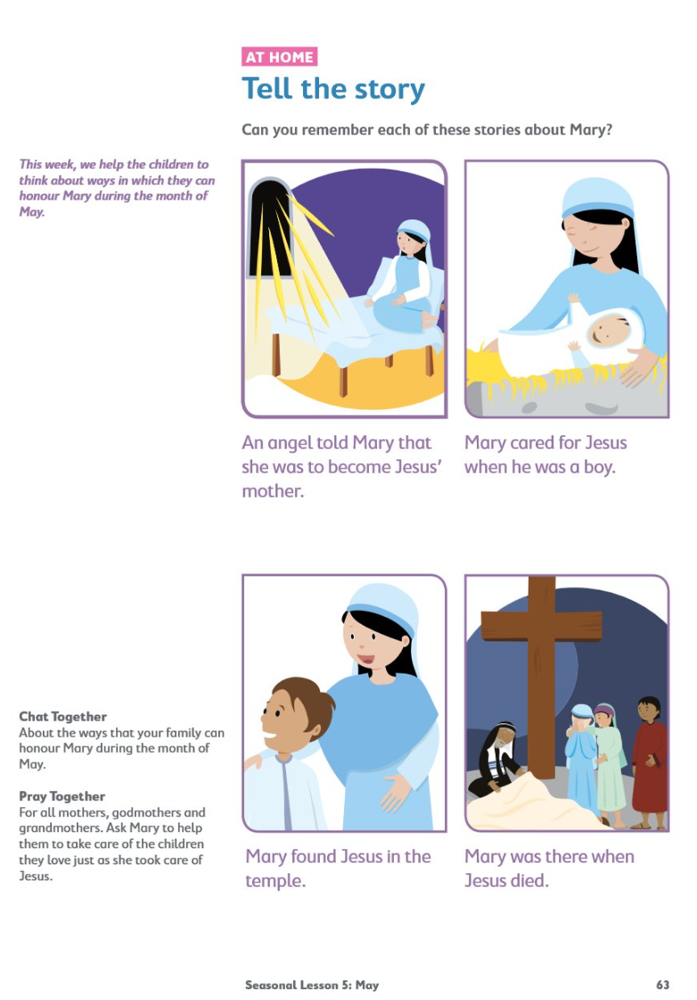 AT HOME
Tell the story
Can you remember each of these stories about Mary?
This week, we help the children to
think about ways in which they can
honour Mary during the month of
May.
An angel told Mary that
she was to become Jesus’
mother.
Mary cared for Jesus
when he was a boy.
Chat Together
About the ways that your family can
honour Mary during the month of
May.
Pray Together
For all mothers, godmothers and
grandmothers. Ask Mary to help
them to take care of the children
they love just as she took care of
Jesus.
Mary found Jesus in the
temple.
Mary was there when
Jesus died.
Seasonal Lesson 5: May
63